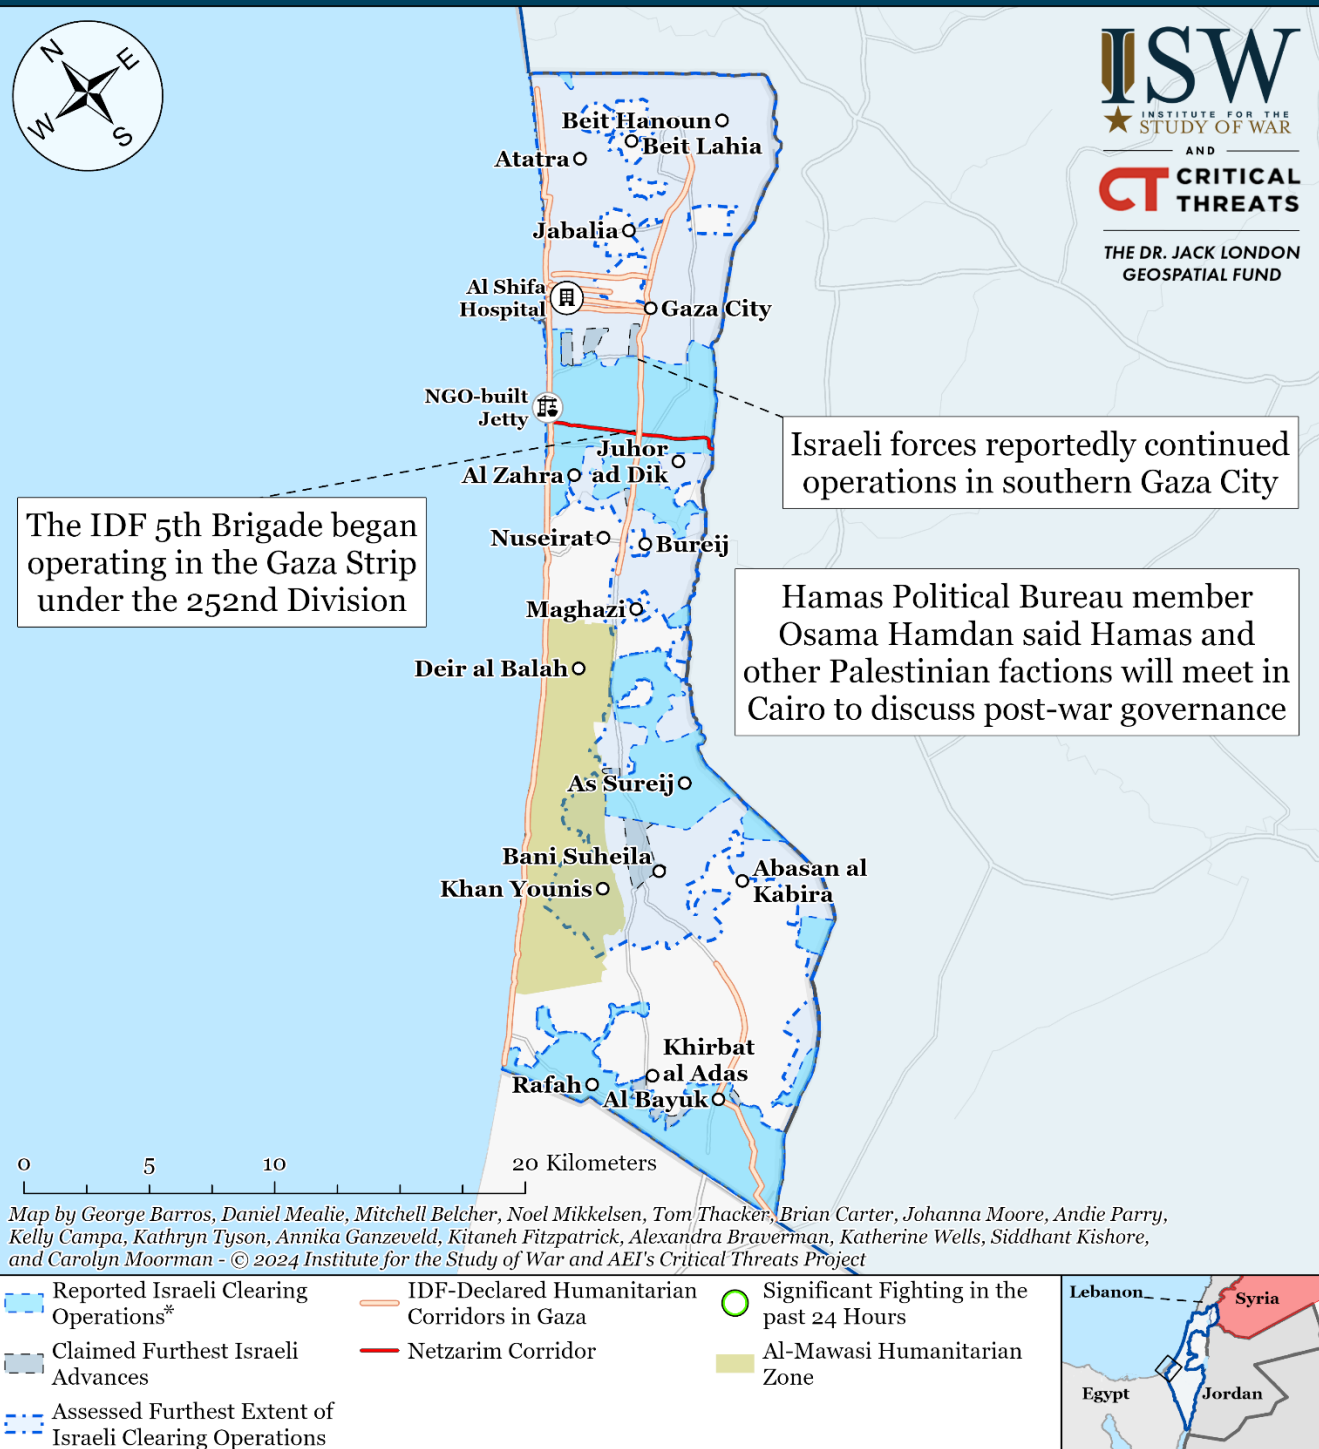 N
E
W
S
ISW
INSTITUTE FOR THE
STUDY OF WAR
AND
CT CRITICAL
THREATS
THE DR. JACK LONDON
GEOSPATIAL FUND
Beit Hanoun
Beit Lahia
Atatra
Jabalia
Al Shifa
Hospital
Gaza City
NGO-built
Jetty
Israeli forces reportedly continued
operations in southern Gaza City
Juhor
ad Dik
Al Zahra
The IDF 5th Brigade began
operating in the Gaza Strip
under the 252nd Division
Nuseirat
Bureij
Maghazi
Hamas Political Bureau member
Osama Hamdan said Hamas and
other Palestinian factions will meet in
Cairo to discuss post-war governance
Deir al Balah
As Sureij
Bani Suheila
Abasan al
Kabira
Khan Younis
Khirbat
al Adas
Rafah
Al Bayuk
0 5 10 20 Kilometers
Map by George Barros, Daniel Mealie, Mitchell Belcher, Noel Mikkelsen, Tom Thacker, Brian Carter, Johanna Moore, Andie Parry,
Kelly Campa, Kathryn Tyson, Annika Ganzeveld, Kitaneh Fitzpatrick, Alexandra Braverman, Katherine Wells, Siddhant Kishore,
and Carolyn Moorman - © 2024 Institute for the Study of War and AEI's Critical Threats Project
Reported Israeli Clearing
Operations*
Claimed Furthest Israeli
Advances
Assessed Furthest Extent of
Israeli Clearing Operations
IDF-Declared Humanitarian
Corridors in Gaza
Netzarim Corridor
Significant Fighting in the
past 24 Hours
Al-Mawasi Humanitarian
Zone
Lebanon
Syria
Egypt
Jordan